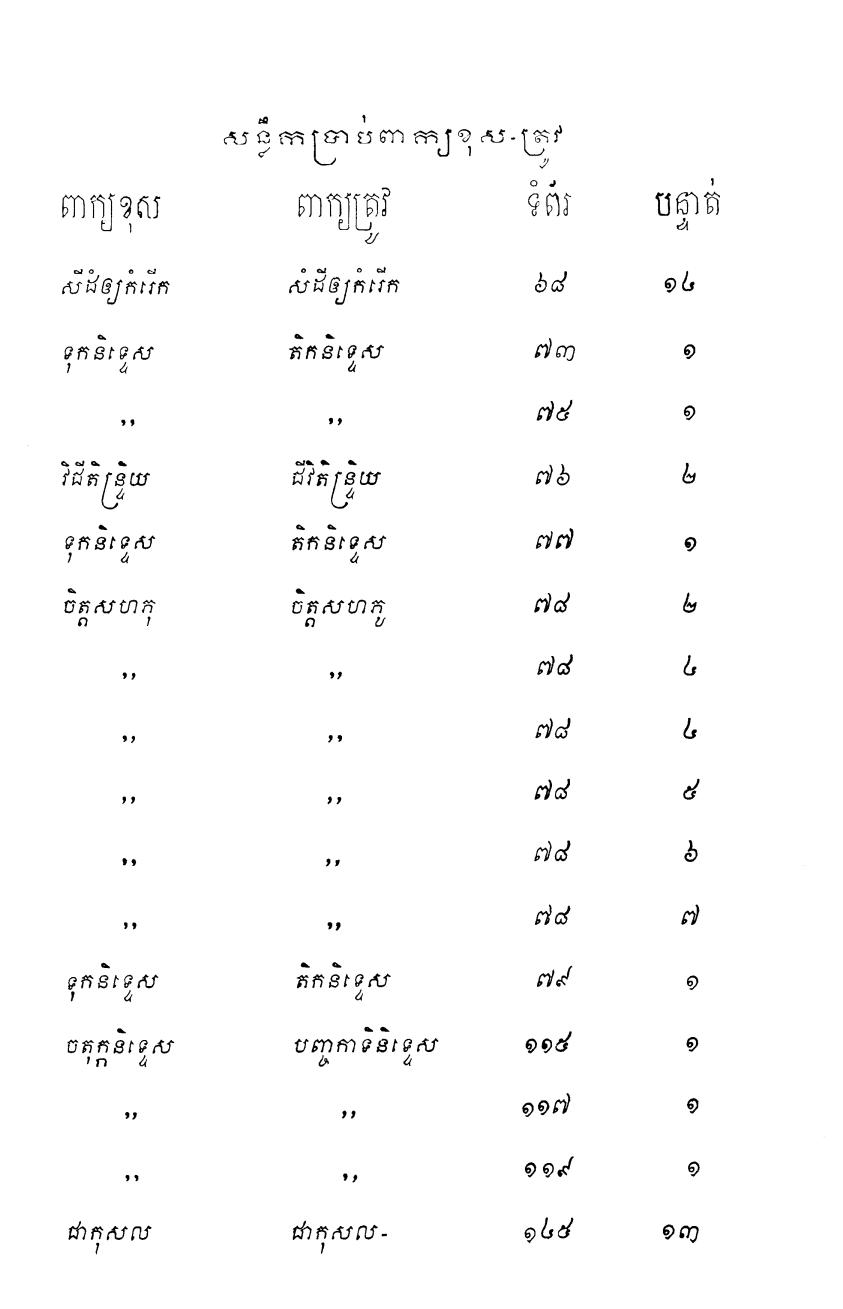 សន្លឹកប្រាប់ពាក្យខុស-ត្រូវ
ពាក្យខុស ពាក្យត្រូវ ទំព័រ បន្ទាត់
សីដំឲ្យកំរើក សំដីឲ្យកំរើក ៦៨ ១៤
ទុកនិទ្ទេស តិកនិទ្ទេស ៧៣ ១
,, ,, ៧៥ ១
វិជីតិន្ទ្រិយ ជីវិតិន្ទ្រិយ ៧៦ ២
ទុកនិទ្ទេស តិកនិទ្ទេស ៧៧ ១
ចិត្តសហកុ ចិត្តសហភូ ៧៨ ២
,, ,, ៧៨ ៤
,, ,, ៧៨ ៤
,, ,, ៧៨ ៥
,, ,, ៧៨ ៦
,, ,, ៧៨ ៧
ទុកនិទ្ទេស តិកនិទ្ទេស ៧៩ ១
ចតុក្កនិទ្ទេស បញ្ចកាទិនិទ្ទេស ១១៥ ១
,, ,, ១១៧ ១
,, ,, ១១៩ ១
ជាកុសល ជាកុសល- ១៤៥ ១៣